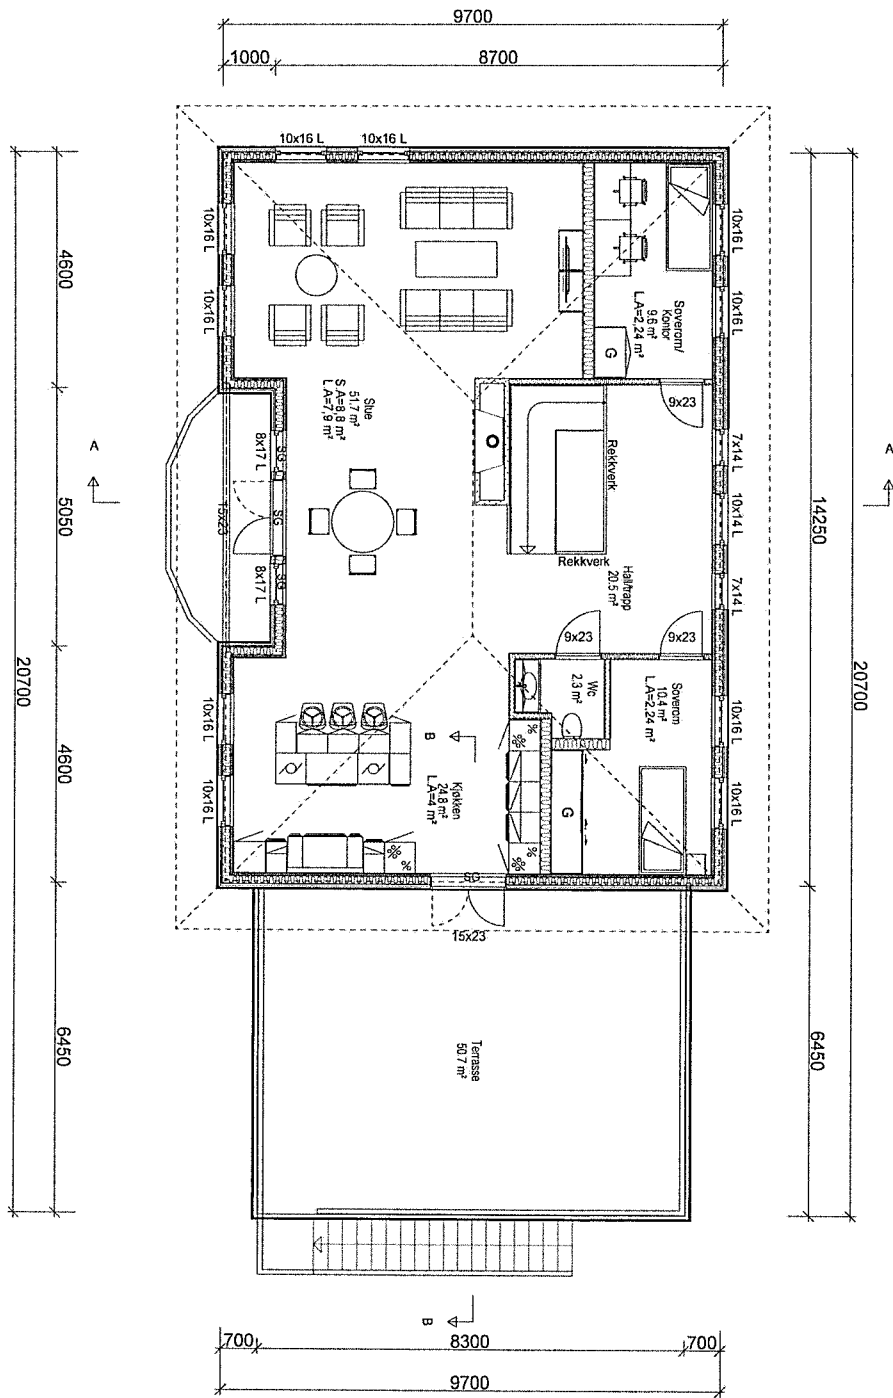 9700
1000
8700
10x16 L
10x16 L
4600
5050
4600
6450
20700
14250
6450
20700
10x16 L
10x16 L
10x16 L
10x16 L
Soverom/
Kontor
9.6 m²
L.A=2,24 m²
G
9x23
Stue
51.7 m²
S.A=8,8 m²
L.A=7,9 m²
A
A
8x17 L
SG
15x23
SG
8x17 L
SG
Rekkverk
Rekkverk
7x14 L
10x14 L
7x14 L
Hall/trapp
20.5 m²
9x23
9x23
Wc
2.3 m²
Soverom
10.4 m²
L.A=2,24 m²
10x16 L
10x16 L
10x16 L
10x16 L
B
Kjøkken
24.8 m²
L.A=4 m²
G
SG
15x23
Terrasse
50.7 m²
B
700
8300
700
9700